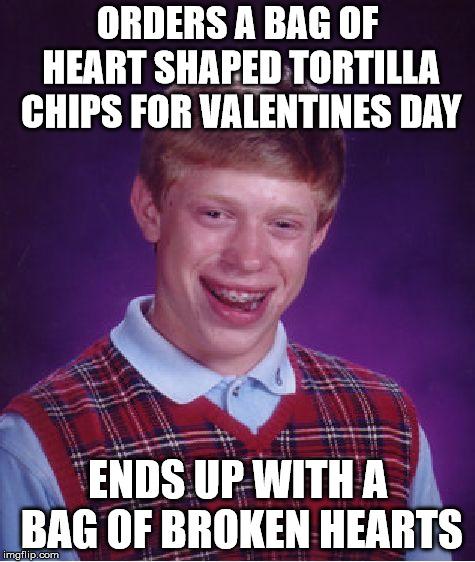 ORDERS A BAG OF
HEART SHAPED TORTILLA
CHIPS FOR VALENTINES DAY
ENDS UP WITH A
BAG OF BROKEN HEARTS
imgflip.com